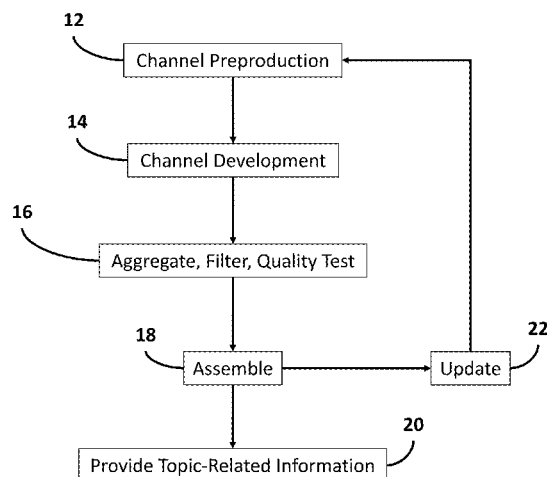 12
Channel Preproduction
14
Channel Development
16
Aggregate, Filter, Quality Test
18
Assemble
Update
22
20
Provide Topic-Related Information